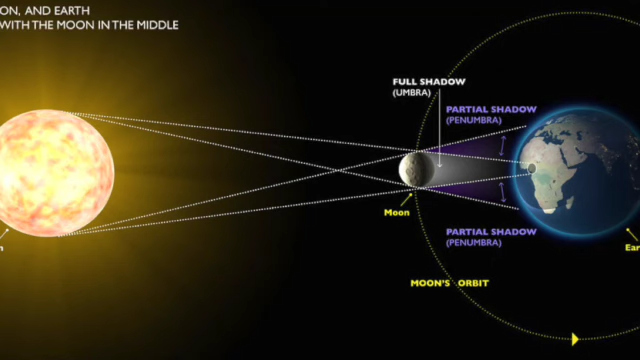 ON, AND EARTH
WITH THE MOON IN THE MIDDLE
FULL SHADOW
(UMBRA)
PARTIAL SHADOW
(PENUMBRA)
Moon
PARTIAL SHADOW
(PENUMBRA)
n
Ear
MOON'S ORBIT